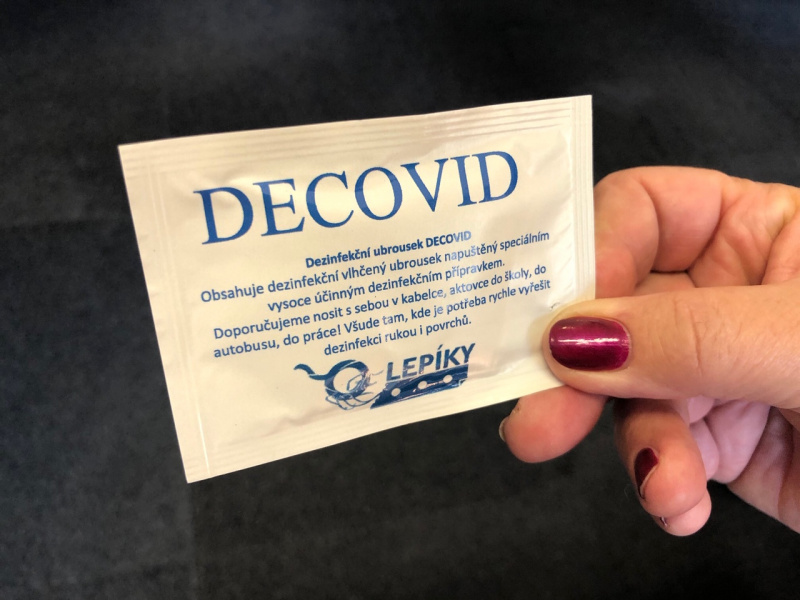 DECOVID
Dezinfekční ubrousek DECOVID
Obsahuje dezinfekční vlhčený ubrousek napuštěný speciálním
vysoce účinným dezinfekčním přípravkem.
Doporučujeme nosit s sebou v kabelce, aktovce do školy, do
autobusu, do práce! Všude tam, kde je potřeba rychle vyřešit
dezinfekci rukou i povrchů.
LEPÍKY